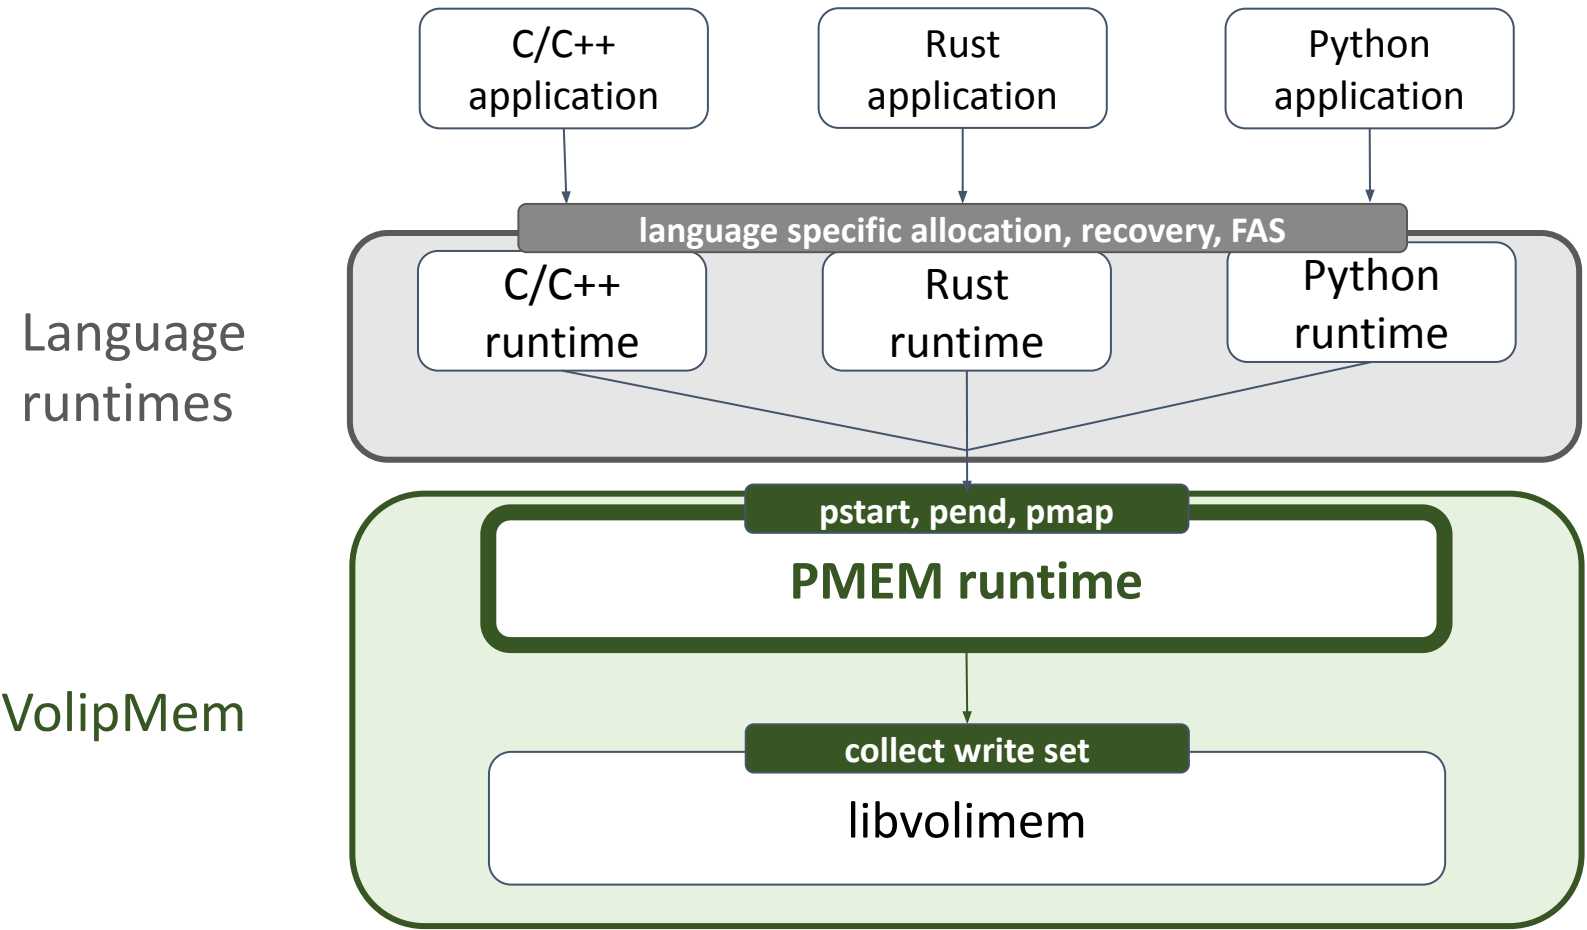 C/C++
application
Rust
application
Python
application
language specific allocation, recovery, FAS
C/C++
runtime
Rust
runtime
Python
runtime
Language
runtimes
pstart, pend, pmap
PMEM runtime
VolipMem
collect write set
libvolimem